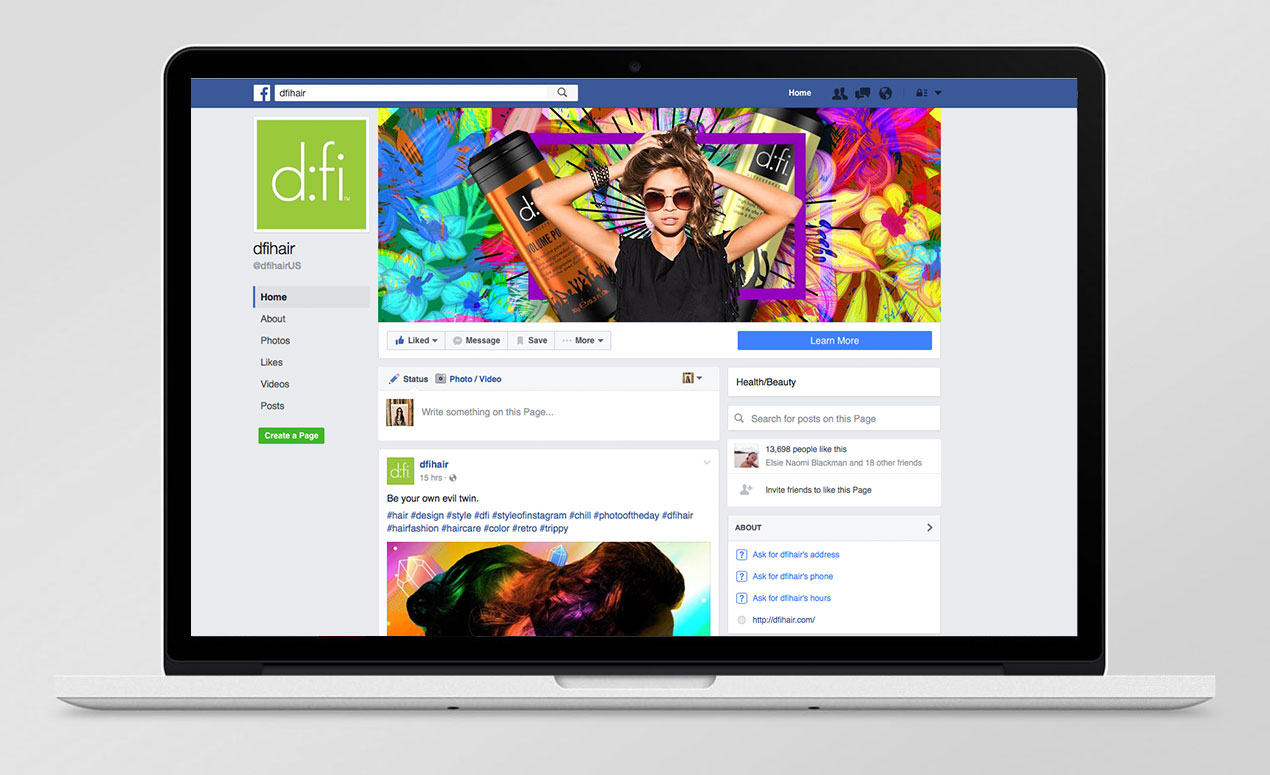 dfihair
Home
d:fi
TM
dfihair
@dfihairUS
Home
About
Photos
Likes
Videos
Posts
Create a Page
d:
VOLUME PO
d:fi
Liked
Message
Save
More
Learn More
Status
Photo / Video
Write something on this Page...
d:fi
dfihair
15 hrs ·
Be your own evil twin.
#hair #design #style #dfi #styleofinstagram #chill #photooftheday #dfihair
#hairfashion #haircare #color #retro #trippy
Health/Beauty
Search for posts on this Page
13,698 people like this
Elsie Naomi Blackman and 18 other friends
Invite friends to like this Page
ABOUT
Ask for dfihair's address
Ask for dfihair's phone
Ask for dfihair's hours
http://dfihair.com/